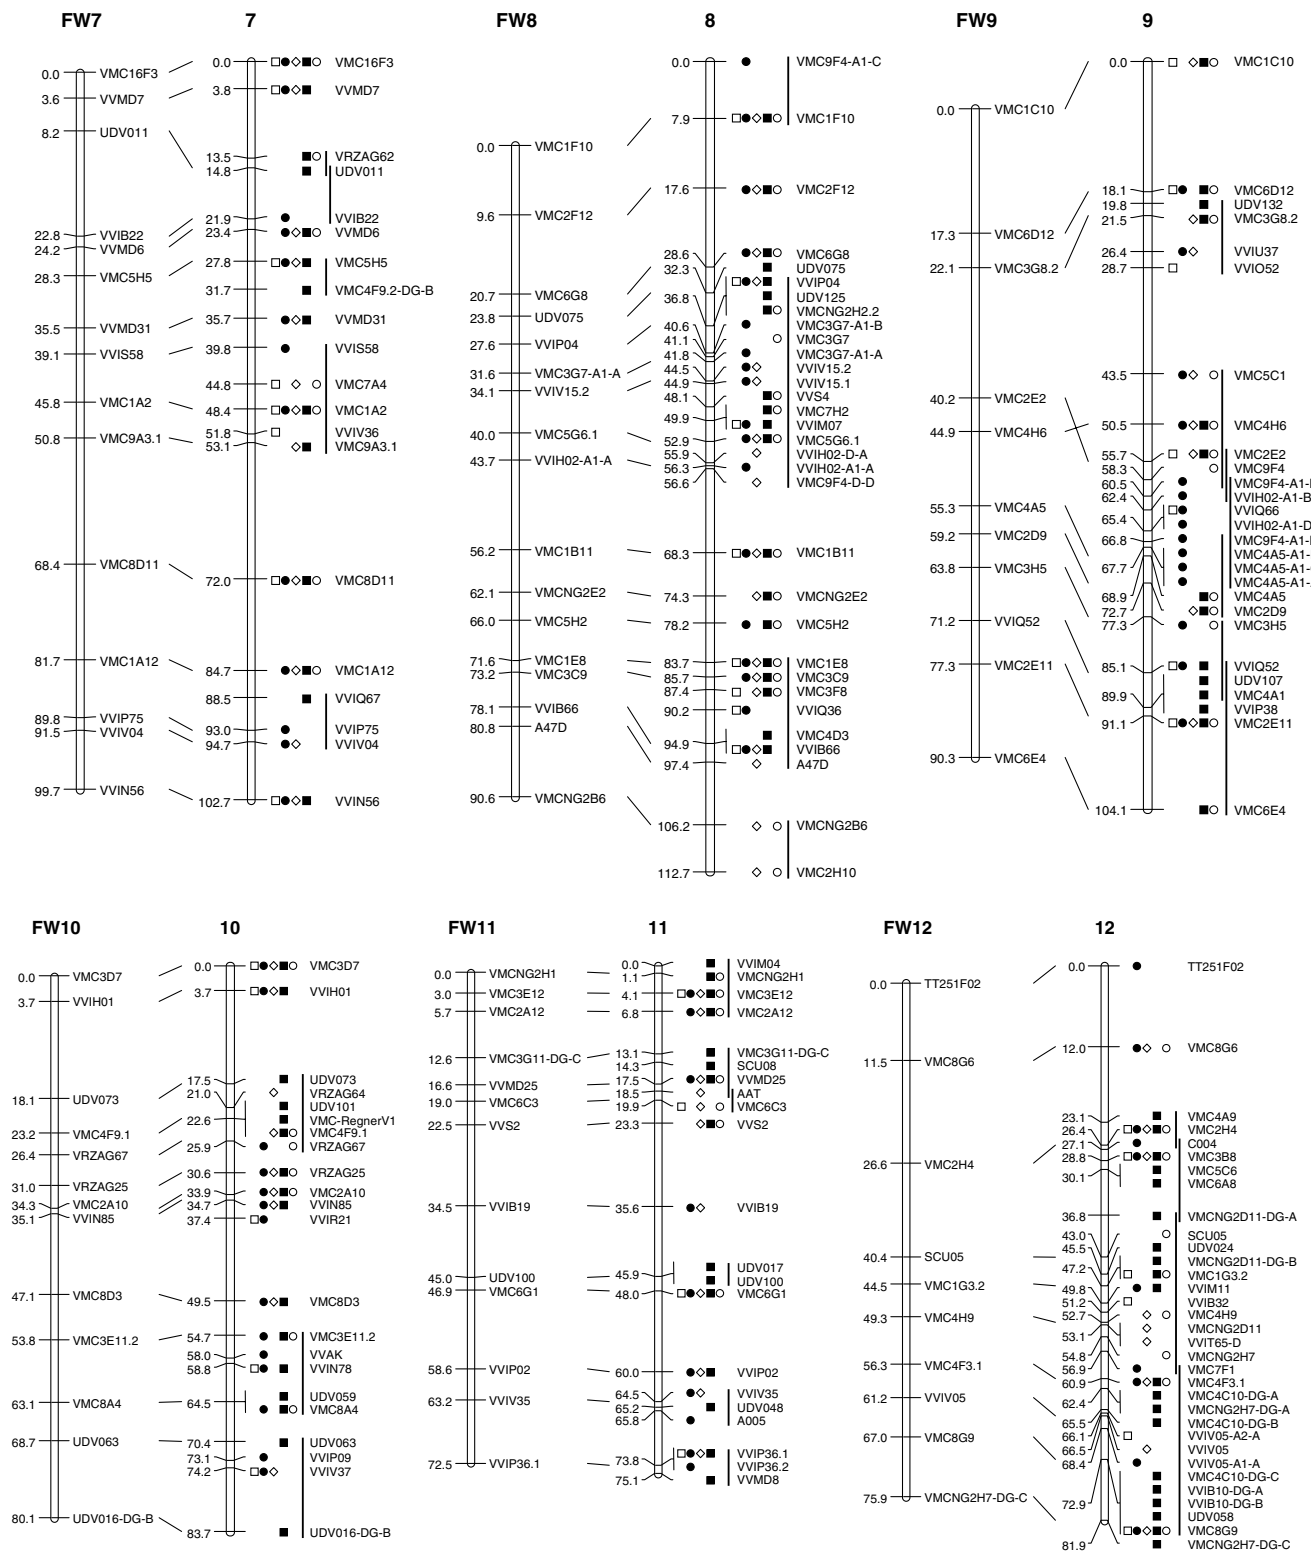 FW7 7 FW8 8 FW9 9
0.0 VMC16F3
3.6 VVMD7
8.2 UDV011
22.8 VVIB22
24.2 VVMD6
28.3 VMC5H5
35.5 VVMD31
39.1 VVIS58
45.8 VMC1A2
50.8 VMC9A3.1
68.4 VMC8D11
81.7 VMC1A12
89.8 VVIP75
91.5 VVIV04
99.7 VVIN56
0.0 VMC16F3
3.8 VVMD7
13.5 VRZAG62
14.8 UDV011
21.9 VVIB22
23.4 VVMD6
27.8 VMC5H5
31.7 VMC4F9.2-DG-B
35.7 VVMD31
39.8 VVIS58
44.8 VMC7A4
48.4 VMC1A2
51.8 VVIV36
53.1 VMC9A3.1
72.0 VMC8D11
84.7 VMC1A12
88.5 VVIQ67
93.0 VVIP75
94.7 VVIV04
102.7 VVIN56
0.0 VMC1F10
9.6 VMC2F12
20.7 VMC6G8
23.8 UDV075
27.6 VVIP04
31.6 VMC3G7-A1-A
34.1 VVIV15.2
40.0 VMC5G6.1
43.7 VVIH02-A1-A
56.2 VMC1B11
62.1 VMCNG2E2
66.0 VMC5H2
71.6 VMC1E8
73.2 VMC3C9
78.1 VVIB66
80.8 A47D
90.6 VMCNG2B6
0.0 VMC9F4-A1-C
7.9 VMC1F10
17.6 VMC2F12
28.6 VMC6G8
32.3 UDV075
VVIP04
36.8 UDV125
VMCNG2H2.2
40.6 VMC3G7-A1-B
41.1 VMC3G7
41.8 VMC3G7-A1-A
44.5 VVIV15.2
44.9 VVIV15.1
48.1 VVS4
VMC7H2
49.9 VVIM07
52.9 VMC5G6.1
55.9 VVIH02-D-A
56.3 VVIH02-A1-A
56.6 VMC9F4-D-D
68.3 VMC1B11
74.3 VMCNG2E2
78.2 VMC5H2
83.7 VMC1E8
85.7 VMC3C9
87.4 VMC3F8
90.2 VVIQ36
VMC4D3
94.9 VVIB66
97.4 A47D
106.2 VMCNG2B6
112.7 VMC2H10
0.0 VMC1C10
17.3 VMC6D12
22.1 VMC3G8.2
40.2 VMC2E2
44.9 VMC4H6
55.3 VMC4A5
59.2 VMC2D9
63.8 VMC3H5
71.2 VVIQ52
77.3 VMC2E11
90.3 VMC6E4
0.0 VMC1C10
18.1 VMC6D12
19.8 UDV132
21.5 VMC3G8.2
26.4 VVIU37
28.7 VVIO52
43.5 VMC5C1
50.5 VMC4H6
55.7 VMC2E2
58.3 VMC9F4
60.5 VMC9F4-A1-
62.4 VVIH02-A1-B
VVIQ66
65.4 VVIH02-A1-D
66.8 VMC9F4-A1-
VMC4A5-A1-
67.7 VMC4A5-A1-
VMC4A5-A1-
68.9 VMC4A5
72.7 VMC2D9
77.3 VMC3H5
85.1 VVIQ52
UDV107
89.9 VMC4A1
VVIP38
91.1 VMC2E11
104.1 VMC6E4
FW10 10 FW11 11 FW12 12
0.0 VMC3D7
3.7 VVIH01
18.1 UDV073
23.2 VMC4F9.1
26.4 VRZAG67
31.0 VRZAG25
34.3 VMC2A10
35.1 VVIN85
47.1 VMC8D3
53.8 VMC3E11.2
63.1 VMC8A4
68.7 UDV063
80.1 UDV016-DG-B
0.0 VMC3D7
3.7 VVIH01
17.5 UDV073
21.0 VRZAG64
UDV101
22.6 VMC-RegnerV1
VMC4F9.1
25.9 VRZAG67
30.6 VRZAG25
33.9 VMC2A10
34.7 VVIN85
37.4 VVIR21
49.5 VMC8D3
54.7 VMC3E11.2
58.0 VVAK
58.8 VVIN78
UDV059
64.5 VMC8A4
70.4 UDV063
73.1 VVIP09
74.2 VVIV37
83.7 UDV016-DG-B
0.0 VMCNG2H1
3.0 VMC3E12
5.7 VMC2A12
12.6 VMC3G11-DG-C
16.6 VVMD25
19.0 VMC6C3
22.5 VVS2
34.5 VVIB19
45.0 UDV100
46.9 VMC6G1
58.6 VVIP02
63.2 VVIV35
72.5 VVIP36.1
0.0 VVIM04
1.1 VMCNG2H1
4.1 VMC3E12
6.8 VMC2A12
13.1 VMC3G11-DG-C
14.3 SCU08
17.5 VVMD25
18.5 AAT
19.9 VMC6C3
23.3 VVS2
35.6 VVIB19
UDV017
45.9 UDV100
48.0 VMC6G1
60.0 VVIP02
64.5 VVIV35
65.2 UDV048
65.8 A005
VVIP36.1
73.8 VVIP36.2
75.1 VVMD8
0.0 TT251F02
11.5 VMC8G6
26.6 VMC2H4
40.4 SCU05
44.5 VMC1G3.2
49.3 VMC4H9
56.3 VMC4F3.1
61.2 VVIV05
67.0 VMC8G9
75.9 VMCNG2H7-DG-C
0.0 TT251F02
12.0 VMC8G6
23.1 VMC4A9
26.4 VMC2H4
27.1 C004
28.8 VMC3B8
30.1 VMC5C6
VMC6A8
36.8 VMCNG2D11-DG-A
43.0 SCU05
45.5 UDV024
VMCNG2D11-DG-B
47.2 VMC1G3.2
49.8 VVIM11
51.2 VVIB32
52.7 VMC4H9
VMCNG2D11
53.1 VVIT65-D
54.8 VMCNG2H7
56.9 VMC7F1
60.9 VMC4F3.1
VMC4C10-DG-A
62.4 VMCNG2H7-DG-A
65.5 VMC4C10-DG-B
66.1 VVIV05-A2-A
66.5 VVIV05
68.4 VVIV05-A1-A
VMC4C10-DG-C
VVIB10-DG-A
72.9 VVIB10-DG-B
UDV058
VMC8G9
81.9 VMCNG2H7-DG-C